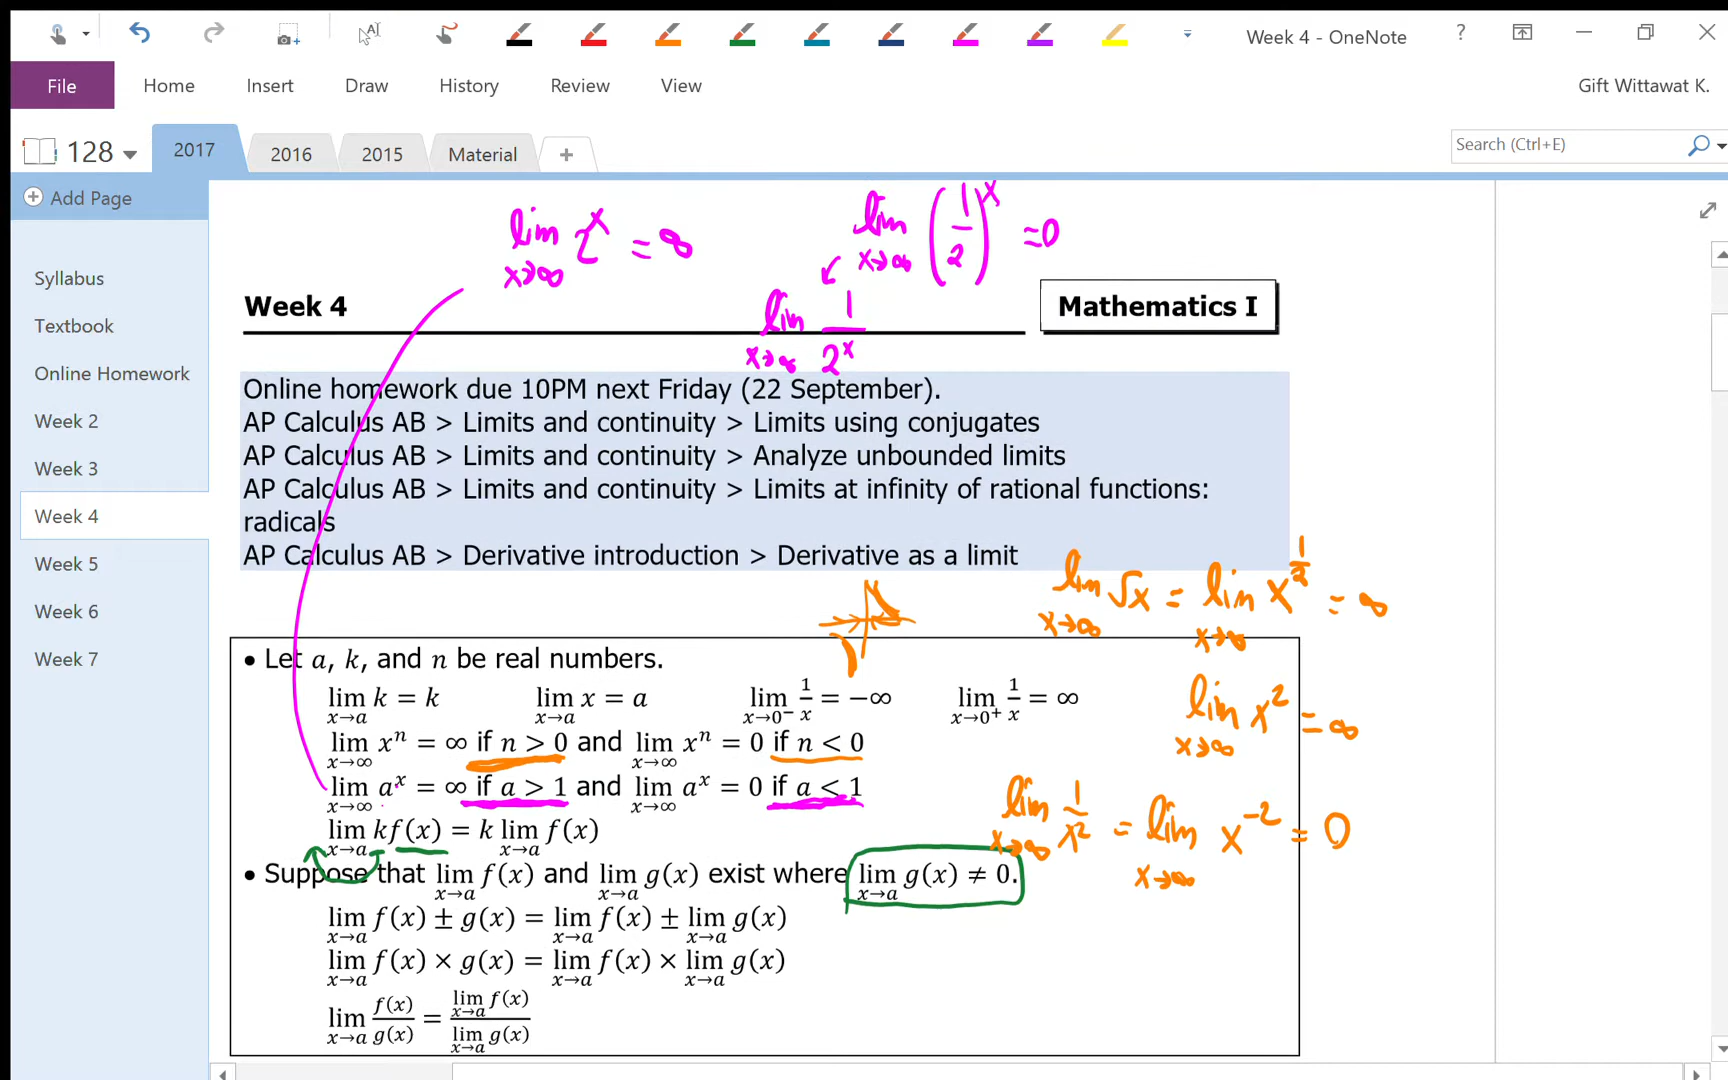 Week 4 - OneNote
?
File
Home
Insert
Draw
History
Review
View
Gift Wittawat K.
128
2017
2016
2015
Material
Search (Ctrl+E)
Add Page
Syllabus
Textbook
Online Homework
Week 2
Week 3
Week 4
Week 5
Week 6
Week 7
lim x→∞ 2^x = ∞
lim x→∞ (1/2)^x = 0
lim x→∞ 1/2^x
Week 4
Mathematics I
Online homework due 10PM next Friday (22 September).
AP Calculus AB > Limits and continuity > Limits using conjugates
AP Calculus AB > Limits and continuity > Analyze unbounded limits
AP Calculus AB > Limits and continuity > Limits at infinity of rational functions:
radicals
AP Calculus AB > Derivative introduction > Derivative as a limit
lim x→∞ √x = lim x→∞ x^(1/2) = ∞
• Let a, k, and n be real numbers.
lim x→a k = k lim x→a x = a lim x→0⁻ 1/x = −∞ lim x→0⁺ 1/x = ∞
lim x→∞ x^2 = ∞
lim x→∞ x^n = ∞ if n > 0 and lim x→∞ x^n = 0 if n < 0
lim x→∞ a^x = ∞ if a > 1 and lim x→∞ a^x = 0 if a < 1
lim x→∞ 1/x^2 = lim x→∞ x^-2 = 0
lim x→a kf(x) = k lim x→a f(x)
• Suppose that lim x→a f(x) and lim x→a g(x) exist where lim x→a g(x) ≠ 0.
lim x→a f(x) ± g(x) = lim x→a f(x) ± lim x→a g(x)
lim x→a f(x) × g(x) = lim x→a f(x) × lim x→a g(x)
lim x→a f(x)/g(x) = lim x→a f(x) / lim x→a g(x)